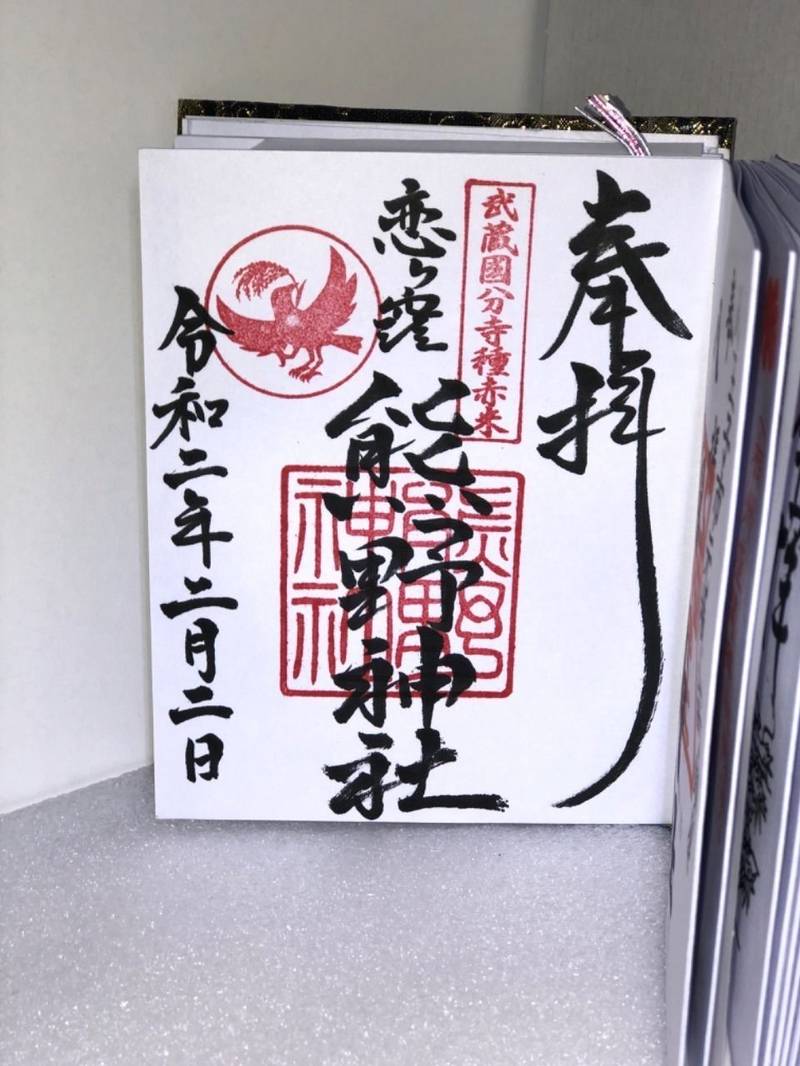 奉拝
武蔵國分寺種赤米
恋ヶ窪
熊野神社
令和二年二月二日